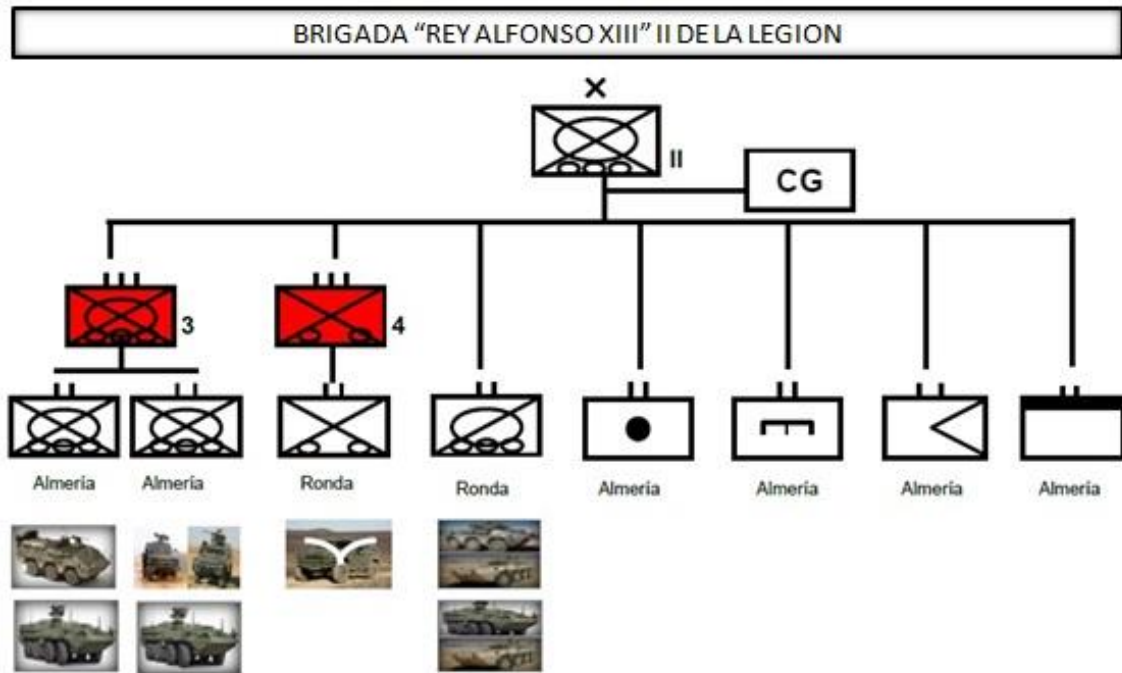 BRIGADA “REY ALFONSO XIII” II DE LA LEGION
II
CG
3
4
Almería Almería Ronda Ronda Almería Almería Almería Almería